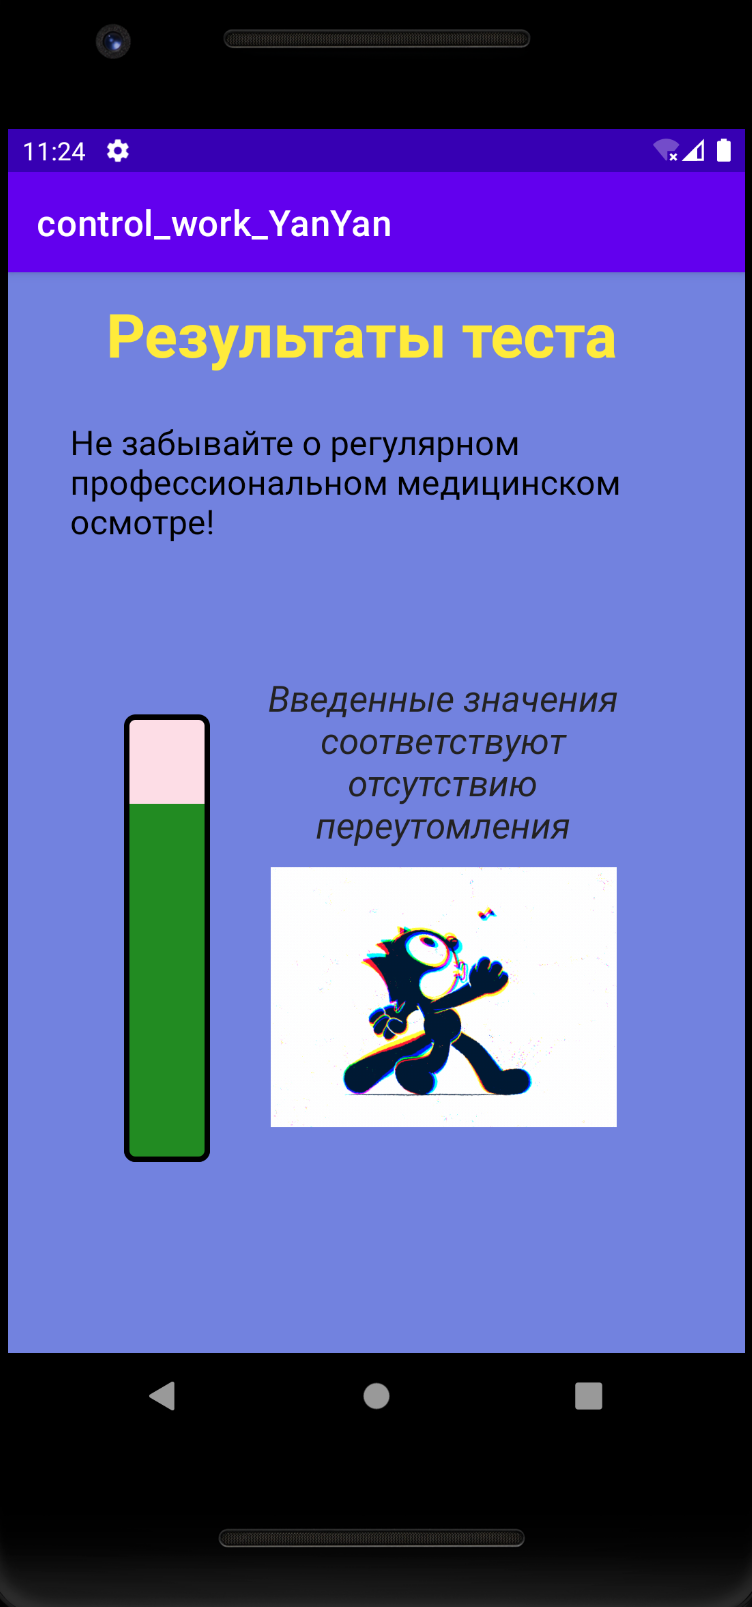 11:24
control_work_YanYan
Результаты теста
Не забывайте о регулярном
профессиональном медицинском
осмотре!
Введенные значения
соответствуют
отсутствию
переутомления